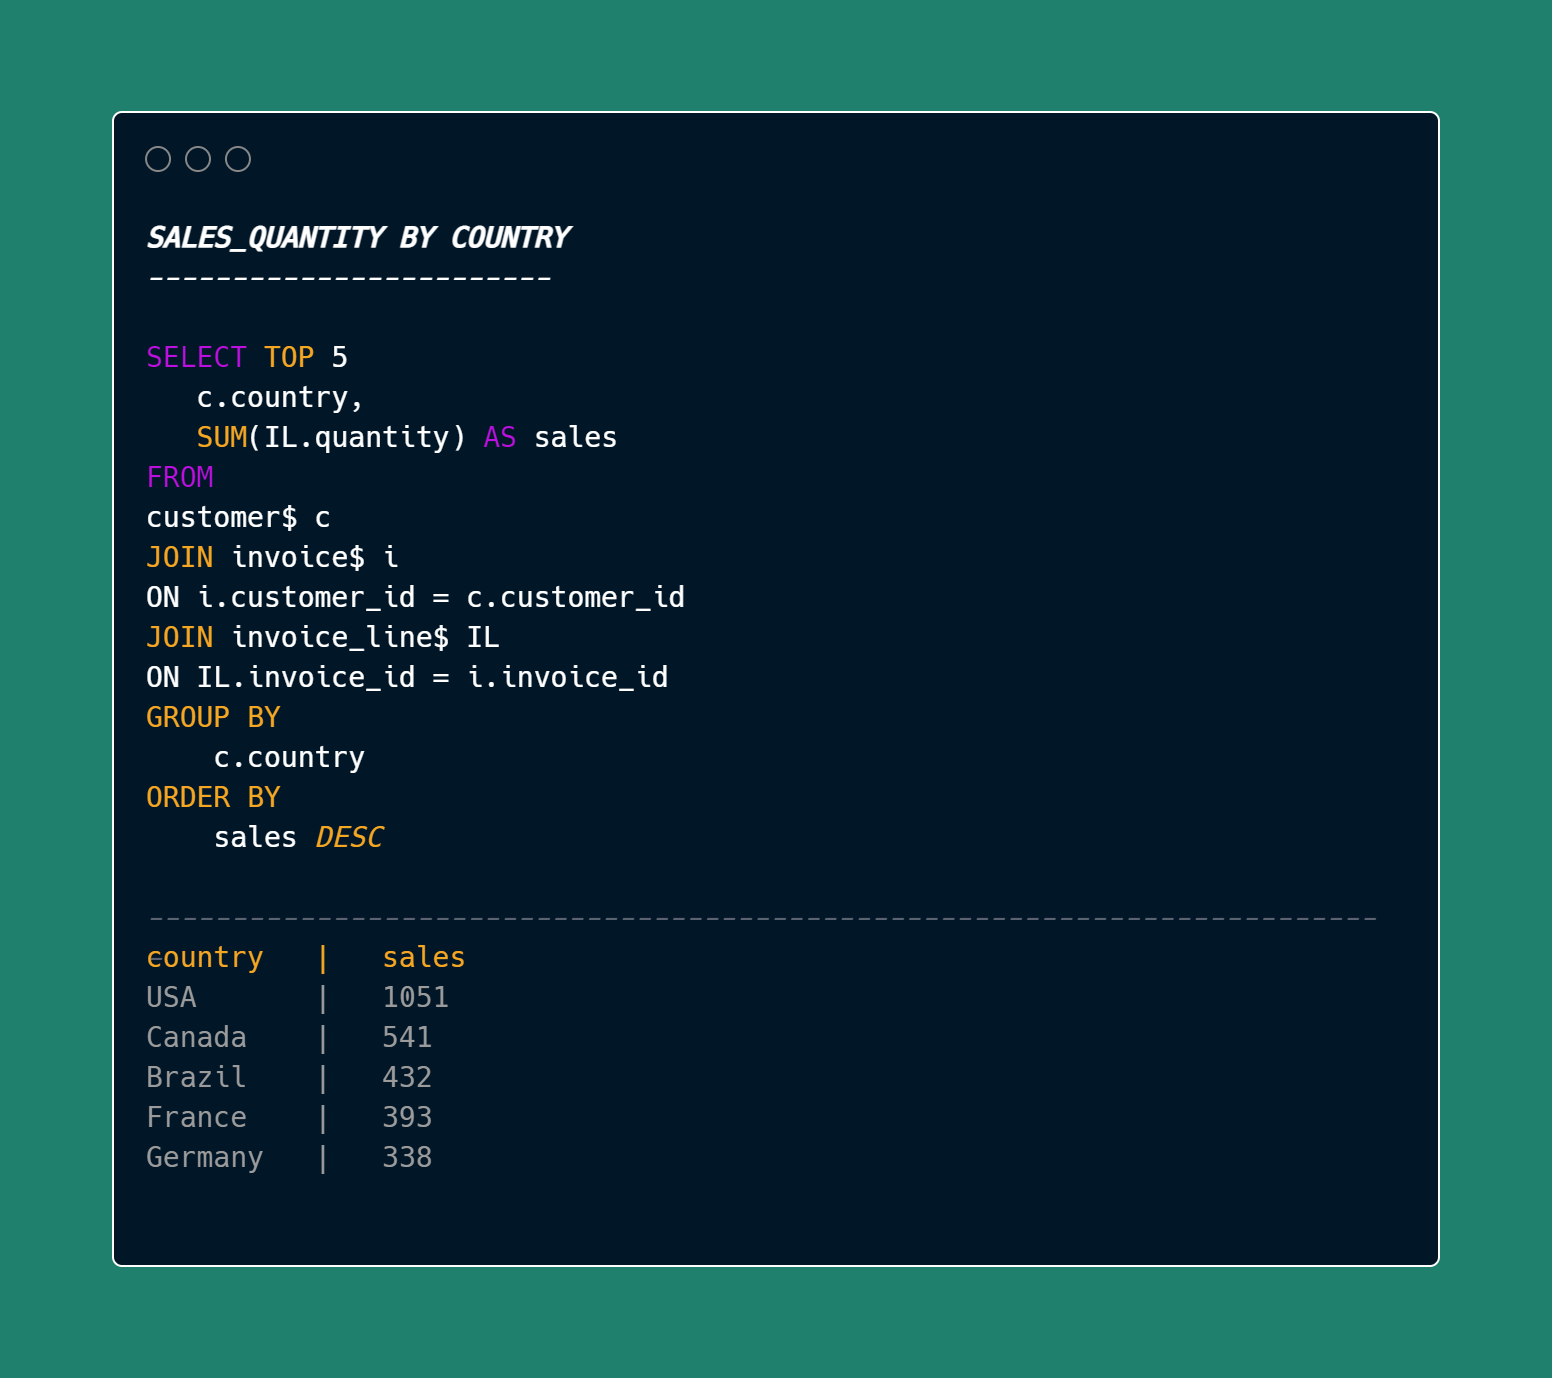 SALES_QUANTITY BY COUNTRY
------------------------
SELECT TOP 5
   c.country,
   SUM(IL.quantity) AS sales
FROM
customer$ c
JOIN invoice$ i
ON i.customer_id = c.customer_id
JOIN invoice_line$ IL
ON IL.invoice_id = i.invoice_id
GROUP BY
    c.country
ORDER BY
    sales DESC
-------------------------------------------------------------------------
country   |   sales
USA       |   1051
Canada    |   541
Brazil    |   432
France    |   393
Germany   |   338